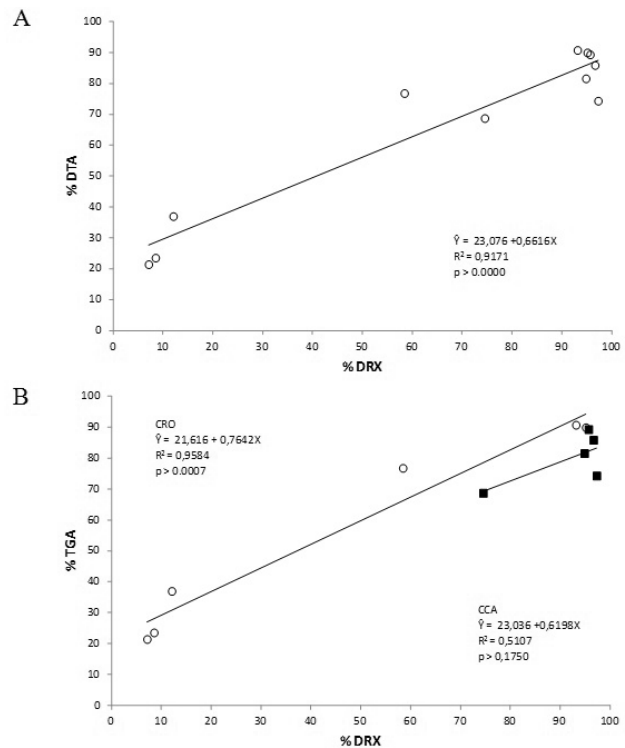 A
100
90
80
70
60
50
40
30
20
10
0
% DTA
Ŷ = 23,076 +0,6616X
R² = 0,9171
p > 0.0000
0 10 20 30 40 50 60 70 80 90 100
% DRX
B
100
90
80
70
60
50
40
30
20
10
0
% TGA
CRO
Ŷ = 21,616 + 0,7642X
R² = 0,9584
p > 0.0007
CCA
Ŷ = 23,036 +0,6198X
R² = 0,5107
p > 0,1750
0 10 20 30 40 50 60 70 80 90 100
% DRX